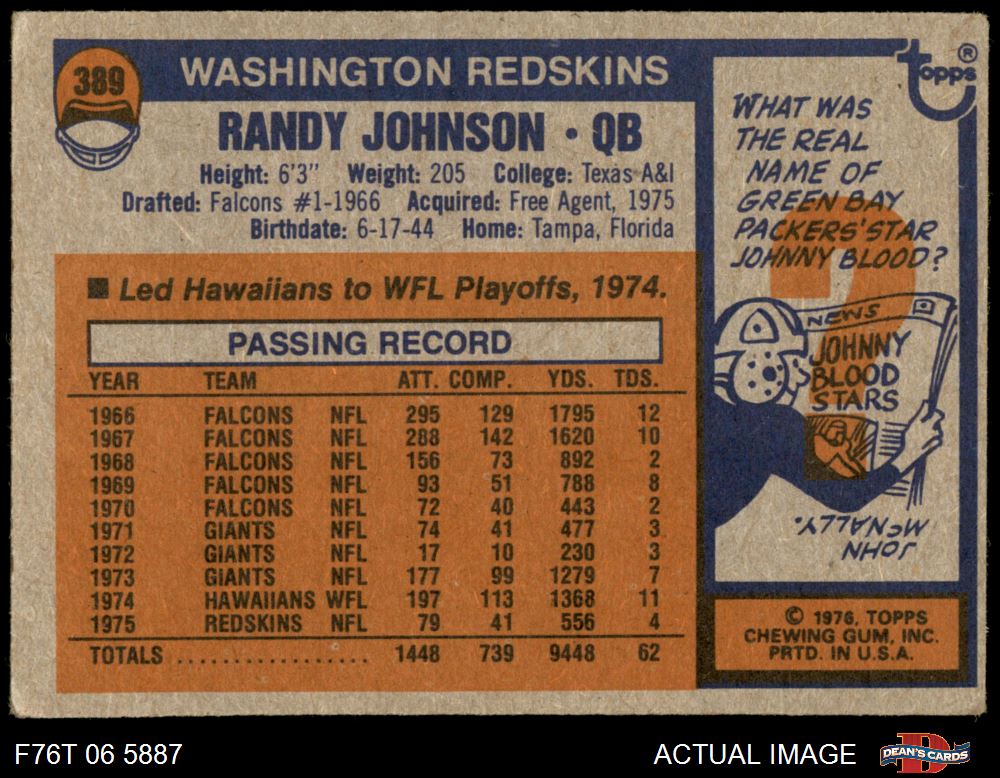 389
WASHINGTON REDSKINS
RANDY JOHNSON • QB
Height: 6'3" Weight: 205 College: Texas A&I
Drafted: Falcons #1-1966 Acquired: Free Agent, 1975
Birthdate: 6-17-44 Home: Tampa, Florida
■ Led Hawaiians to WFL Playoffs, 1974.
PASSING RECORD
YEAR TEAM ATT. COMP. YDS. TDS.
1966 FALCONS NFL 295 129 1795 12
1967 FALCONS NFL 288 142 1620 10
1968 FALCONS NFL 156 73 892 2
1969 FALCONS NFL 93 51 788 8
1970 FALCONS NFL 72 40 443 2
1971 GIANTS NFL 74 41 477 3
1972 GIANTS NFL 17 10 230 3
1973 GIANTS NFL 177 99 1279 7
1974 HAWAIIANS WFL 197 113 1368 11
1975 REDSKINS NFL 79 41 556 4
TOTALS .................. 1448 739 9448 62
topps®
WHAT WAS
THE REAL
NAME OF
GREEN BAY
PACKERS' STAR
JOHNNY BLOOD?
?
NEWS
JOHNNY
BLOOD
STARS
JOHN
McNALLY.
© 1976, TOPPS
CHEWING GUM, INC.
PRTD. IN U.S.A.
F76T 06 5887
ACTUAL IMAGE
D
DEAN'S CARDS